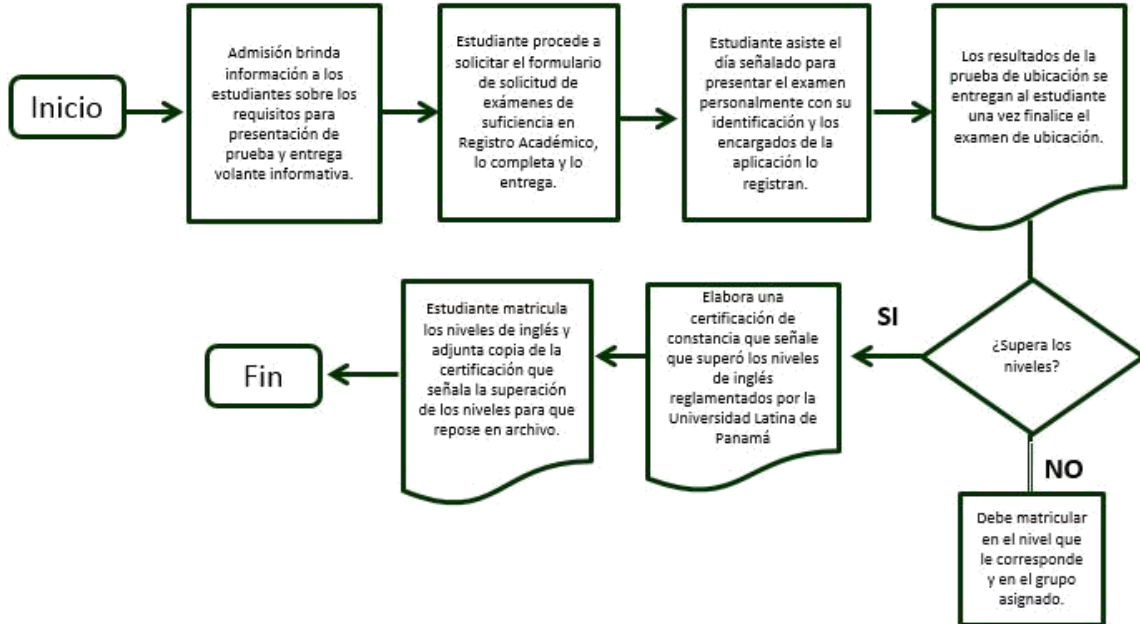 Inicio
Admisión brinda
información a los
estudiantes sobre los
requisitos para
presentación de
prueba y entrega
volante informativa.
Estudiante procede a
solicitar el formulario
de solicitud de
exámenes de
suficiencia en
Registro Académico,
lo completa y lo
entrega.
Estudiante asiste el
día señalado para
presentar el examen
personalmente con su
identificación y los
encargados de la
aplicación lo
registran.
Los resultados de la
prueba de ubicación se
entregan al estudiante
una vez finalice el
examen de ubicación.
¿Supera los
niveles?
SI
Elabora una
certificación de
constancia que señale
que superó los niveles
de inglés
reglamentados por la
Universidad Latina de
Panamá
Estudiante matricula
los niveles de inglés y
adjunta copia de la
certificación que
señala la superación
de los niveles para que
repose en archivo.
Fin
NO
Debe matricular
en el nivel que
le corresponde
y en el grupo
asignado.